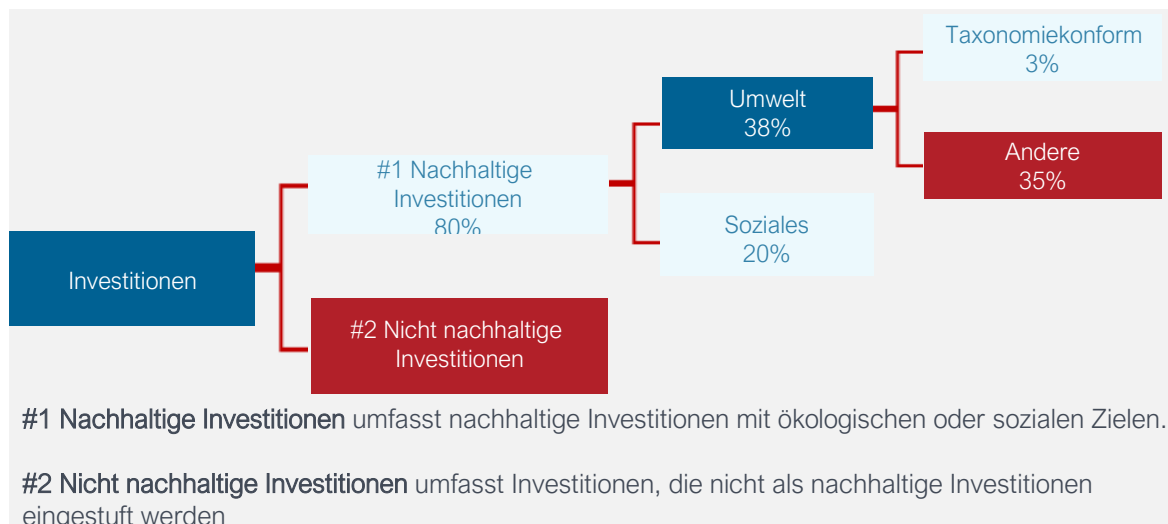 Taxonomiekonform
3%
Umwelt
38%
Andere
35%
#1 Nachhaltige
Investitionen
80%
Soziales
20%
Investitionen
#2 Nicht nachhaltige
Investitionen
#1 Nachhaltige Investitionen umfasst nachhaltige Investitionen mit ökologischen oder sozialen Zielen.
#2 Nicht nachhaltige Investitionen umfasst Investitionen, die nicht als nachhaltige Investitionen
eingestuft werden